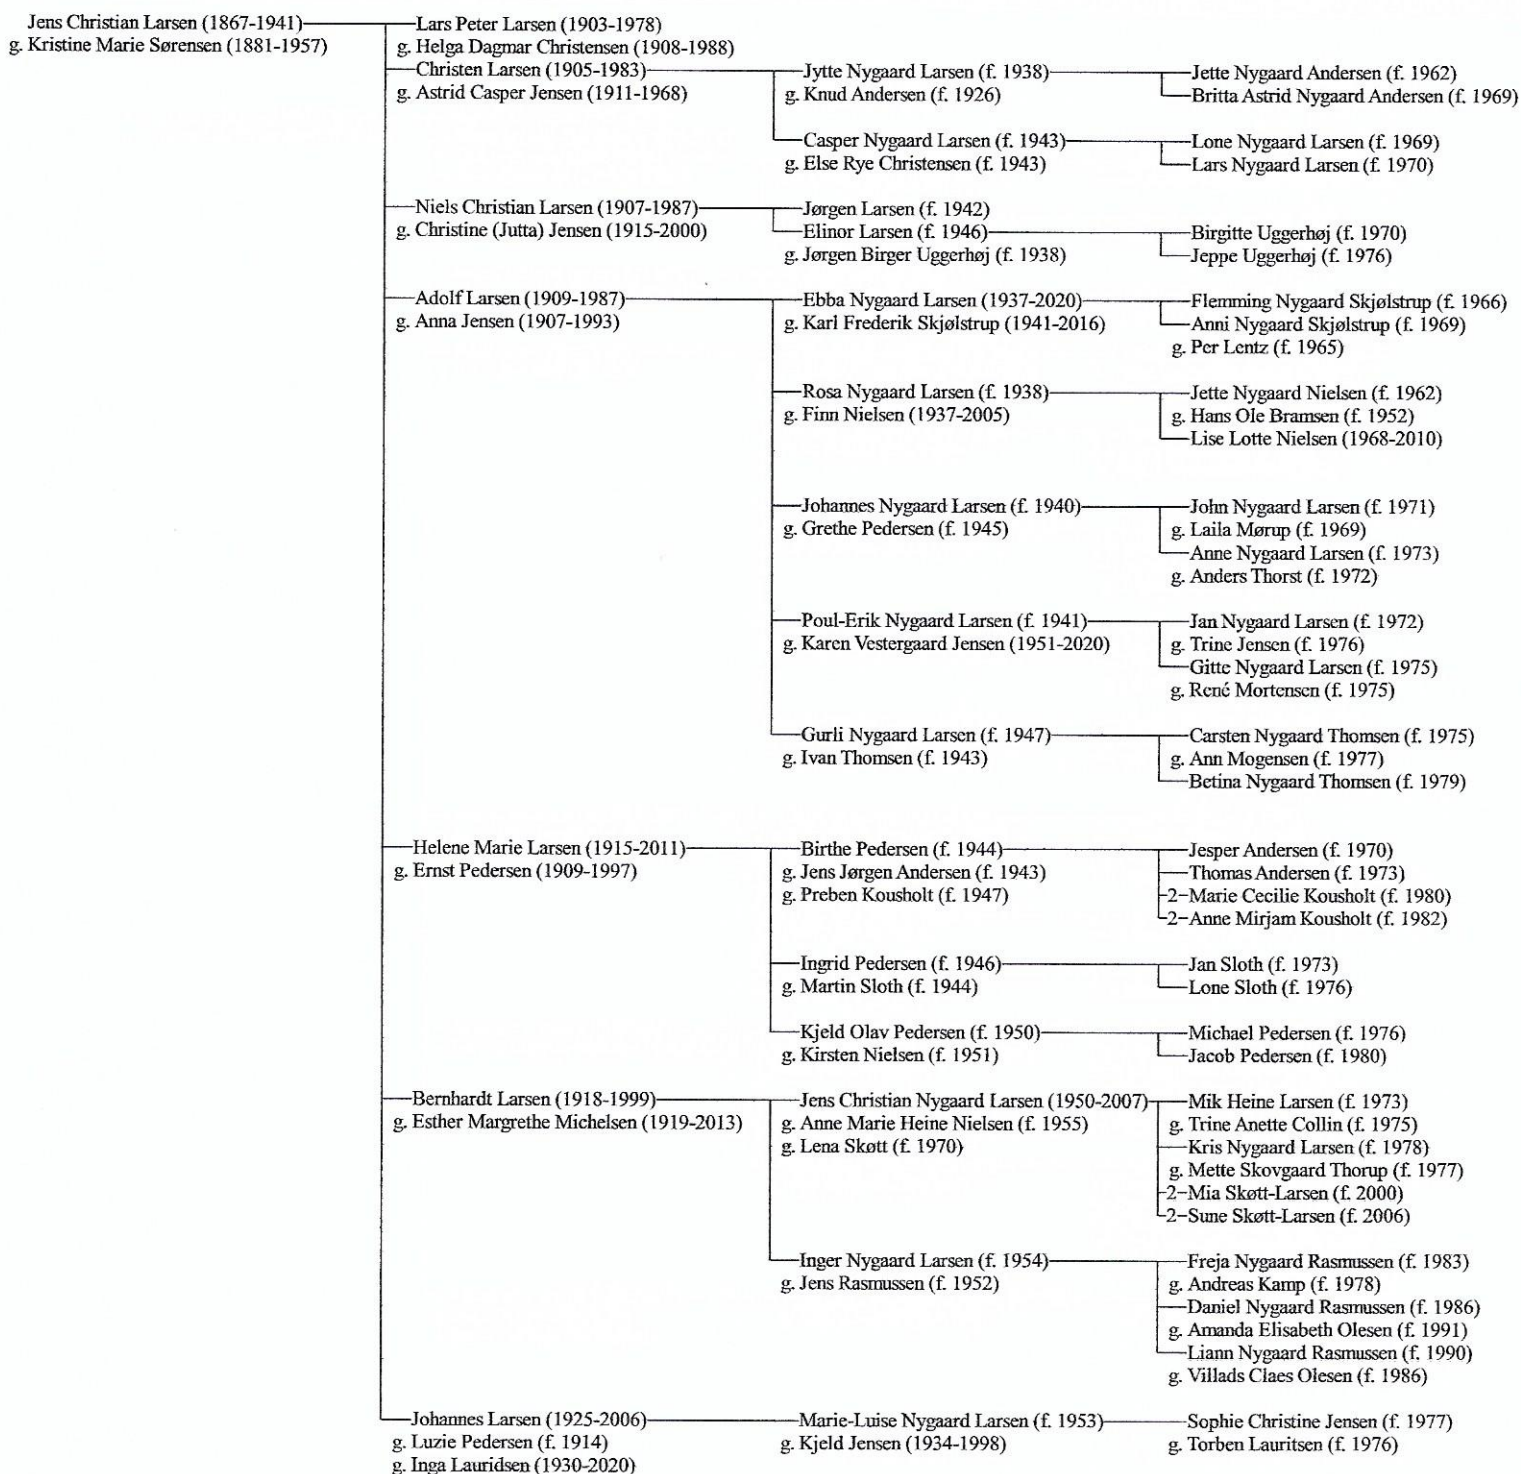 Jens Christian Larsen (1867-1941) Lars Peter Larsen (1903-1978)
g. Kristine Marie Sørensen (1881-1957) g. Helga Dagmar Christensen (1908-1988)
Christen Larsen (1905-1983) Jytte Nygaard Larsen (f. 1938) Jette Nygaard Andersen (f. 1962)
g. Astrid Casper Jensen (1911-1968) g. Knud Andersen (f. 1926) Britta Astrid Nygaard Andersen (f. 1969)
Casper Nygaard Larsen (f. 1943) Lone Nygaard Larsen (f. 1969)
g. Else Rye Christensen (f. 1943) Lars Nygaard Larsen (f. 1970)
Niels Christian Larsen (1907-1987) Jørgen Larsen (f. 1942)
g. Christine (Jutta) Jensen (1915-2000) Elinor Larsen (f. 1946) Birgitte Uggerhøj (f. 1970)
g. Jørgen Birger Uggerhøj (f. 1938) Jeppe Uggerhøj (f. 1976)
Adolf Larsen (1909-1987) Ebba Nygaard Larsen (1937-2020) Flemming Nygaard Skjølstrup (f. 1966)
g. Anna Jensen (1907-1993) g. Karl Frederik Skjølstrup (1941-2016) Anni Nygaard Skjølstrup (f. 1969)
g. Per Lentz (f. 1965)
Rosa Nygaard Larsen (f. 1938) Jette Nygaard Nielsen (f. 1962)
g. Finn Nielsen (1937-2005) g. Hans Ole Bramsen (f. 1952)
Lise Lotte Nielsen (1968-2010)
Johannes Nygaard Larsen (f. 1940) John Nygaard Larsen (f. 1971)
g. Grethe Pedersen (f. 1945) g. Laila Mørup (f. 1969)
Anne Nygaard Larsen (f. 1973)
g. Anders Thorst (f. 1972)
Poul-Erik Nygaard Larsen (f. 1941) Jan Nygaard Larsen (f. 1972)
g. Karen Vestergaard Jensen (1951-2020) g. Trine Jensen (f. 1976)
Gitte Nygaard Larsen (f. 1975)
g. René Mortensen (f. 1975)
Gurli Nygaard Larsen (f. 1947) Carsten Nygaard Thomsen (f. 1975)
g. Ivan Thomsen (f. 1943) g. Ann Mogensen (f. 1977)
Betina Nygaard Thomsen (f. 1979)
Helene Marie Larsen (1915-2011) Birthe Pedersen (f. 1944) Jesper Andersen (f. 1970)
g. Ernst Pedersen (1909-1997) g. Jens Jørgen Andersen (f. 1943) Thomas Andersen (f. 1973)
g. Preben Kousholt (f. 1947) 2 Marie Cecilie Kousholt (f. 1980)
2 Anne Mirjam Kousholt (f. 1982)
Ingrid Pedersen (f. 1946) Jan Sloth (f. 1973)
g. Martin Sloth (f. 1944) Lone Sloth (f. 1976)
Kjeld Olav Pedersen (f. 1950) Michael Pedersen (f. 1976)
g. Kirsten Nielsen (f. 1951) Jacob Pedersen (f. 1980)
Bernhardt Larsen (1918-1999) Jens Christian Nygaard Larsen (1950-2007) Mik Heine Larsen (f. 1973)
g. Esther Margrethe Michelsen (1919-2013) g. Anne Marie Heine Nielsen (f. 1955) g. Trine Anette Collin (f. 1975)
g. Lena Skøtt (f. 1970) Kris Nygaard Larsen (f. 1978)
g. Mette Skovgaard Thorup (f. 1977)
2 Mia Skøtt-Larsen (f. 2000)
2 Sune Skøtt-Larsen (f. 2006)
Inger Nygaard Larsen (f. 1954) Freja Nygaard Rasmussen (f. 1983)
g. Jens Rasmussen (f. 1952) g. Andreas Kamp (f. 1978)
Daniel Nygaard Rasmussen (f. 1986)
g. Amanda Elisabeth Olesen (f. 1991)
Liann Nygaard Rasmussen (f. 1990)
g. Villads Claes Olesen (f. 1986)
Johannes Larsen (1925-2006) Marie-Luise Nygaard Larsen (f. 1953) Sophie Christine Jensen (f. 1977)
g. Luzie Pedersen (f. 1914) g. Kjeld Jensen (1934-1998) g. Torben Lauritsen (f. 1976)
g. Inga Lauridsen (1930-2020)